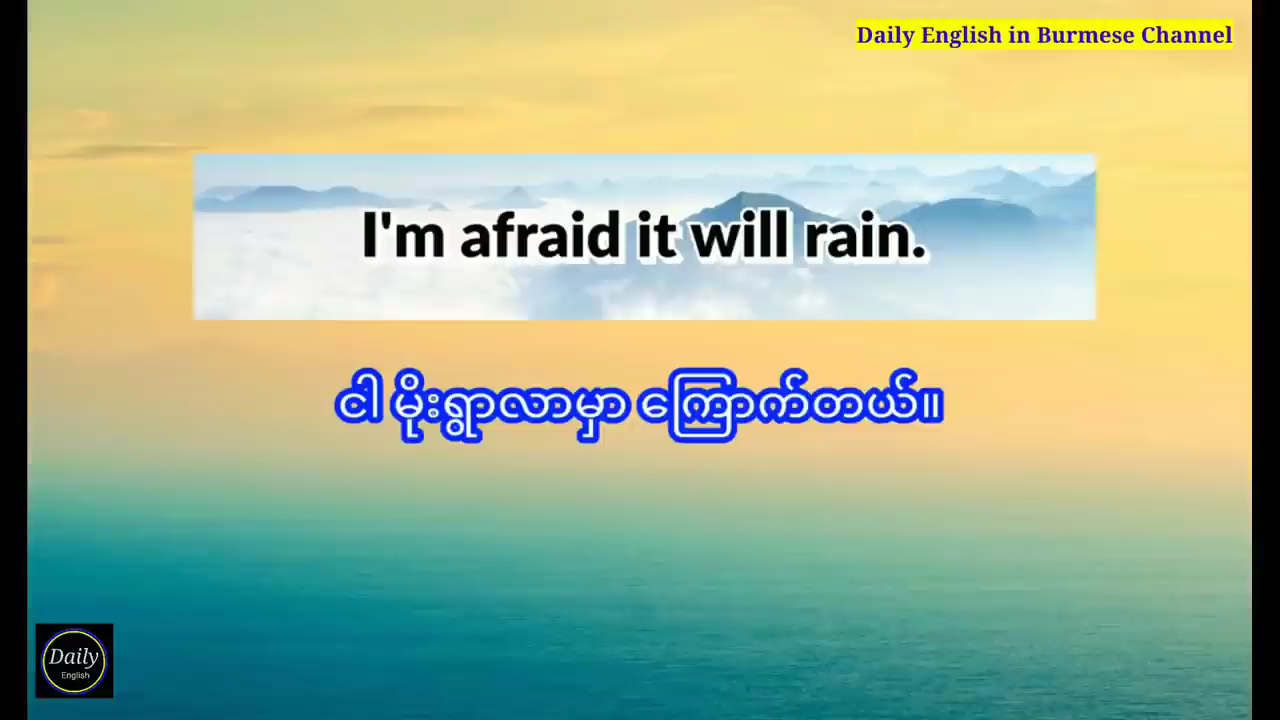 Daily English in Burmese Channel
I'm afraid it will rain.
ငါ မိုးရွာလာမှာ ကြောက်တယ်။
Daily
English